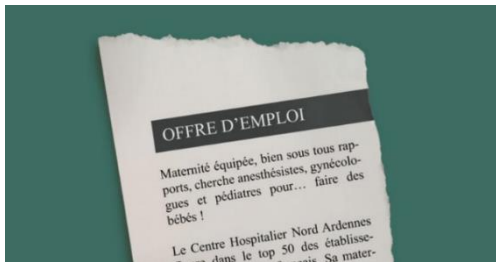 OFFRE D'EMPLOI
Maternité équipée, bien sous tous rap-
ports, cherche anesthésistes, gynécolo-
gues et pédiatres pour... faire des
bébés !
Le Centre Hospitalier Nord Ardennes
dans le top 50 des établisse-
Sa mater-